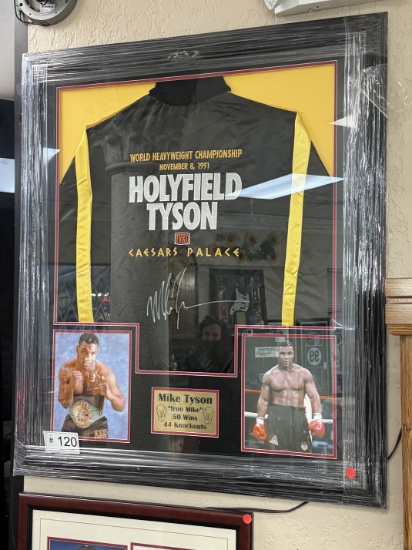 WORLD HEAVYWEIGHT CHAMPIONSHIP
NOVEMBER 8, 1991
HOLYFIELD
TYSON
CAESARS PALACE
Mike Tyson
"Iron Mike"
50 Wins
44 Knockouts
120